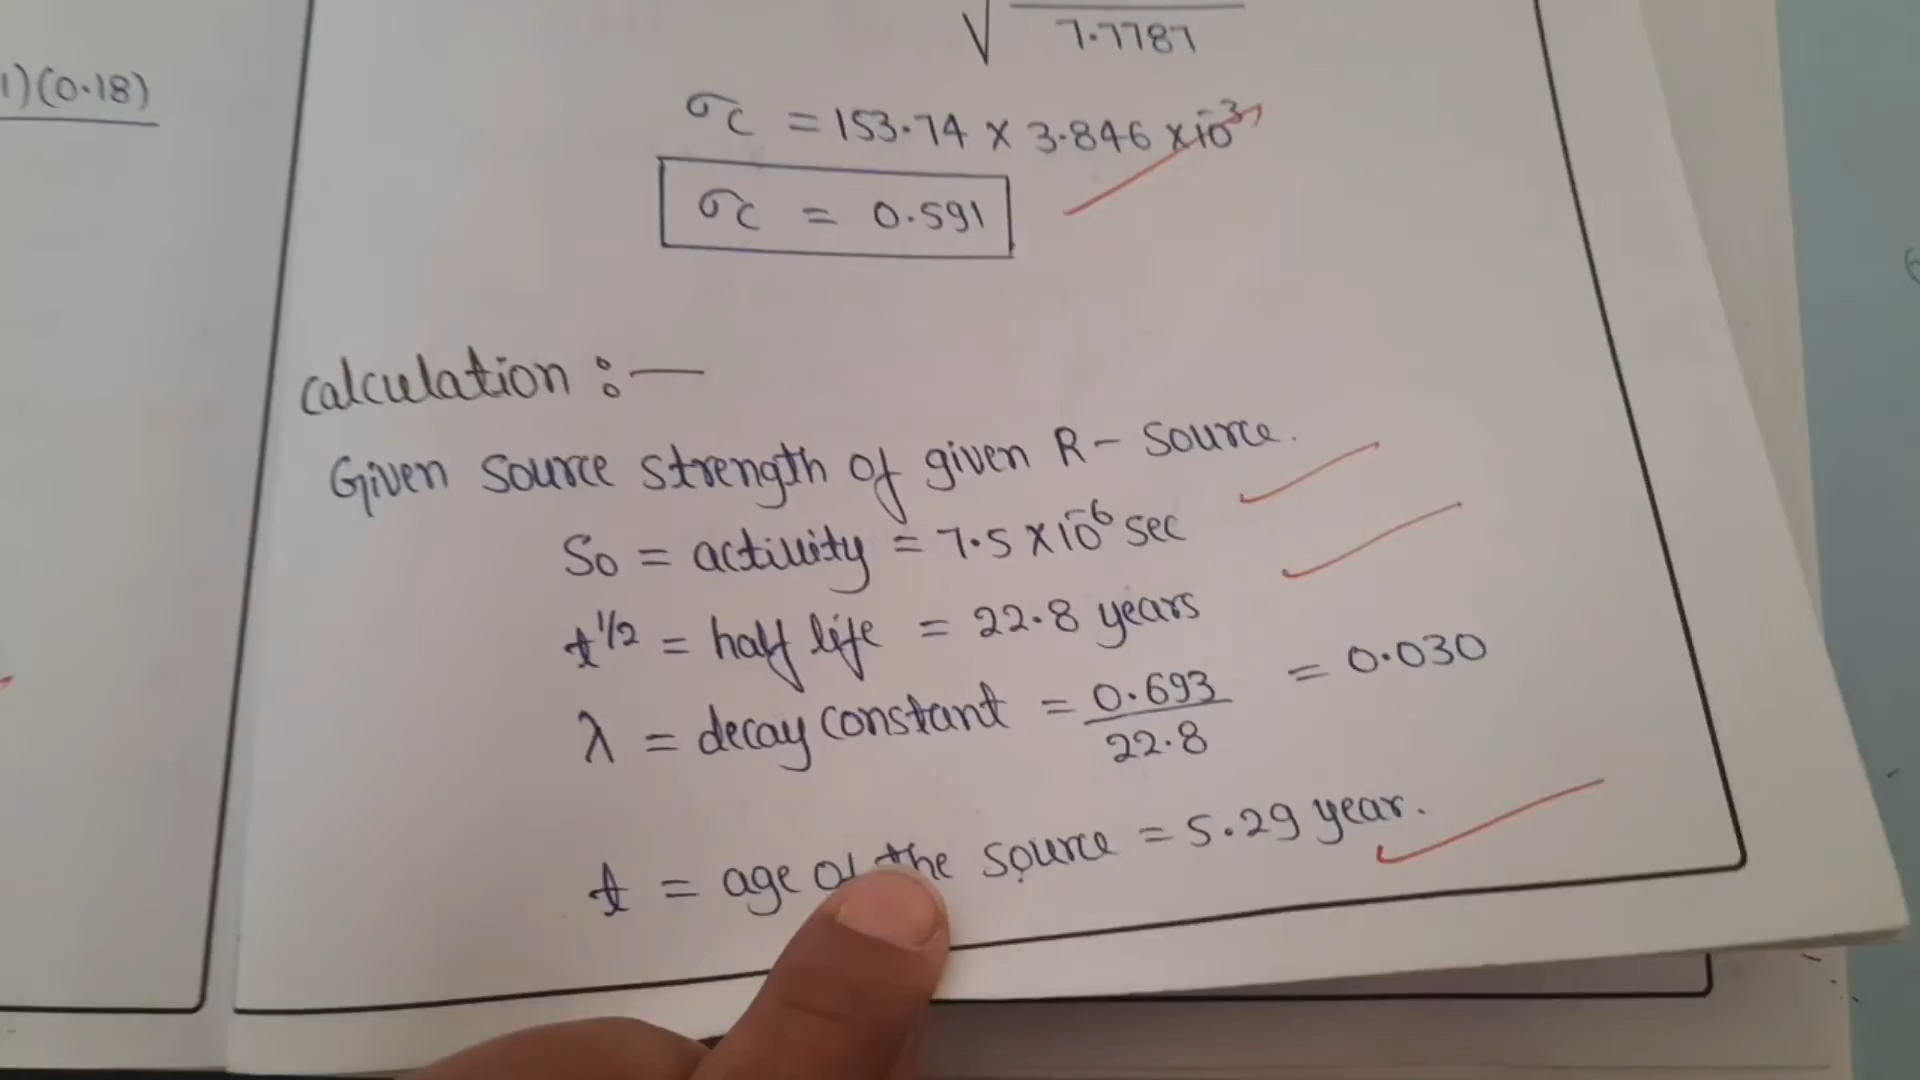 1)(0.18)
√ 7.7787
σc = 153.74 × 3.846 × 10⁻³
σc = 0.591
Calculation :—
Given Source strength of given R- Source.
S0 = activity = 7.5 × 10⁻⁶ sec
t^1/2 = half life = 22.8 years
λ = decay constant = 0.693 / 22.8 = 0.030
t = age of the source = 5.29 year.